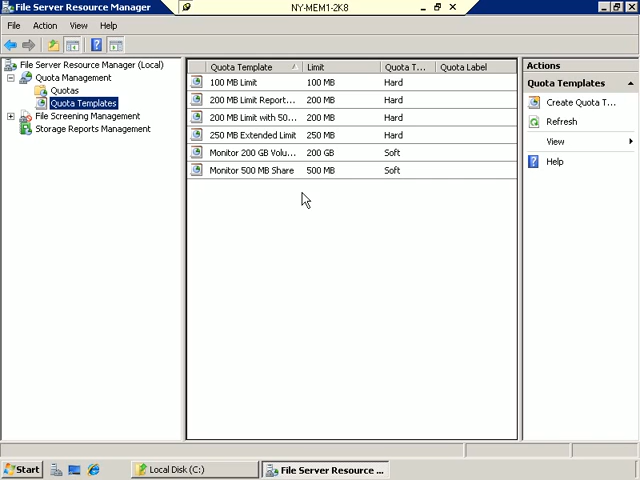 File Server Resource Manager
NY-MEM1-2K8
File Action View Help
File Server Resource Manager (Local)
Quota Management
Quotas
Quota Templates
File Screening Management
Storage Reports Management
Quota Template Limit Quota T... Quota Label
100 MB Limit 100 MB Hard
200 MB Limit Report... 200 MB Hard
200 MB Limit with 50... 200 MB Hard
250 MB Extended Limit 250 MB Hard
Monitor 200 GB Volu... 200 GB Soft
Monitor 500 MB Share 500 MB Soft
Actions
Quota Templates
Create Quota T...
Refresh
View
Help
Start
Local Disk (C:)
File Server Resource ...